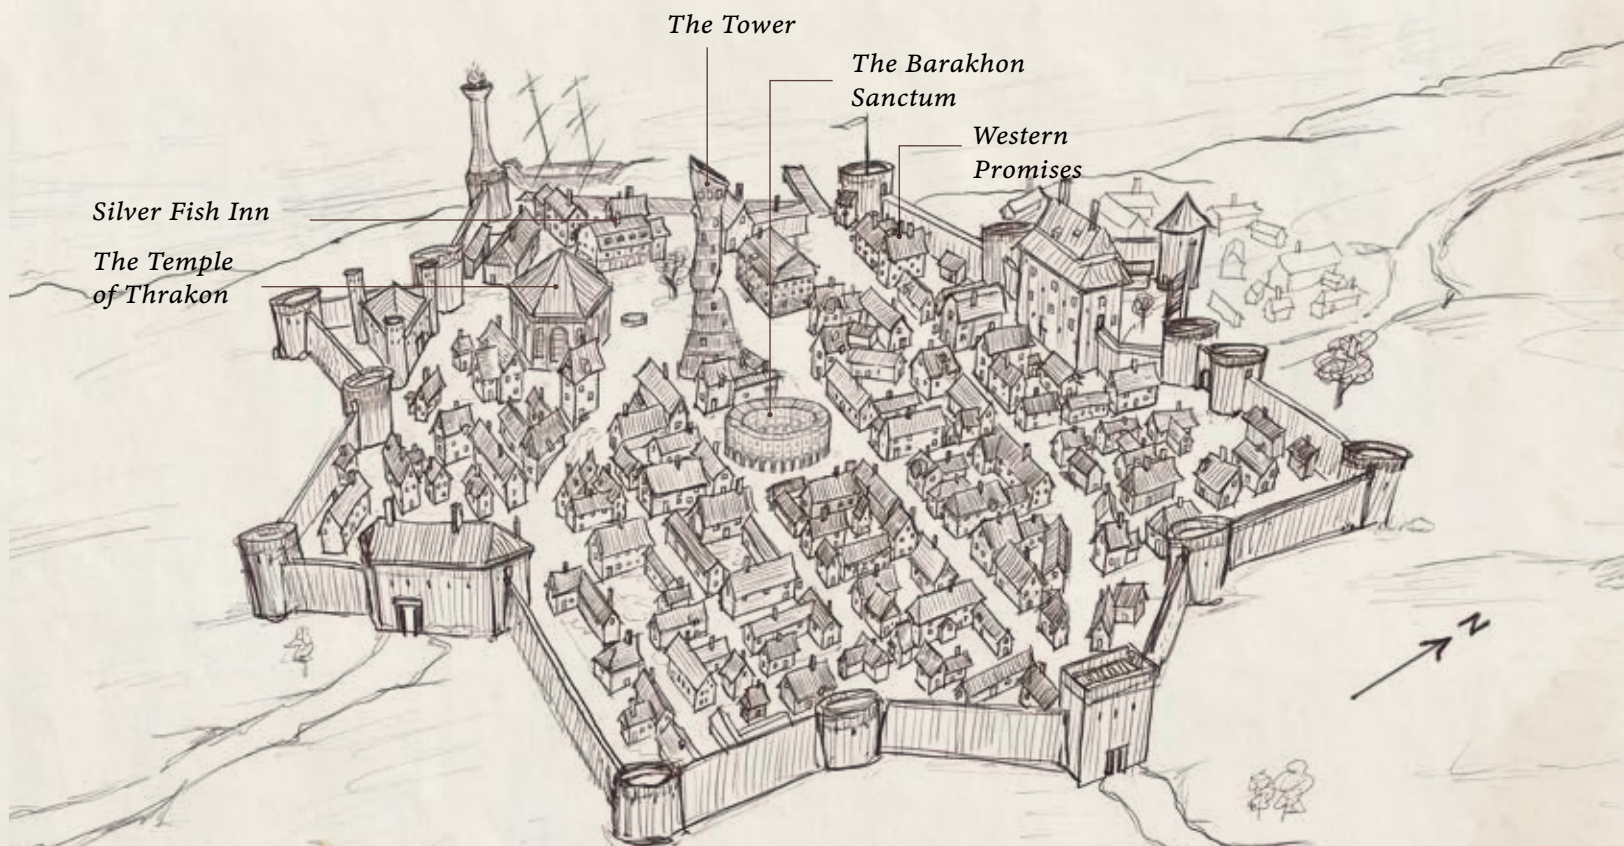 The Tower
The Barakhon
Sanctum
Western
Promises
Silver Fish Inn
The Temple
of Thrakon
N